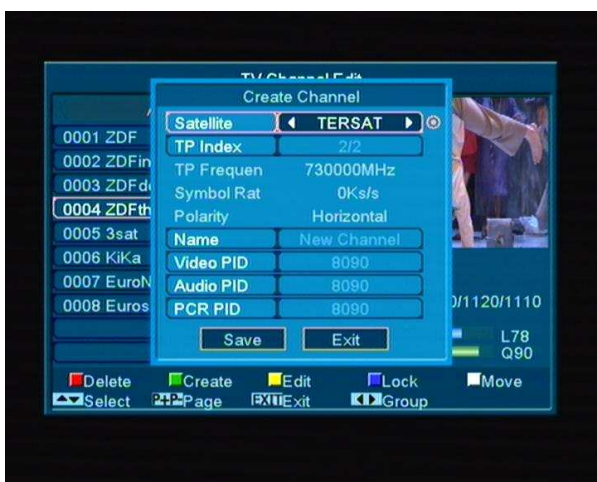 TV Channel Edit
Create Channel
Satellite TERSAT
0001 ZDF
TP Index 2/2
0002 ZDFin
TP Frequen 730000MHz
0003 ZDFd
Symbol Rat 0Ks/s
0004 ZDFth
Polarity Horizontal
0005 3sat
Name New Channel
0006 KiKa
Video PID 8090
0007 EuroN
Audio PID 8090
0008 Euros
PCR PID 8090
0/1120/1110
Save Exit
L78
Q90
Delete Create Edit Lock Move
Select P+P- Page EXIT Exit Group